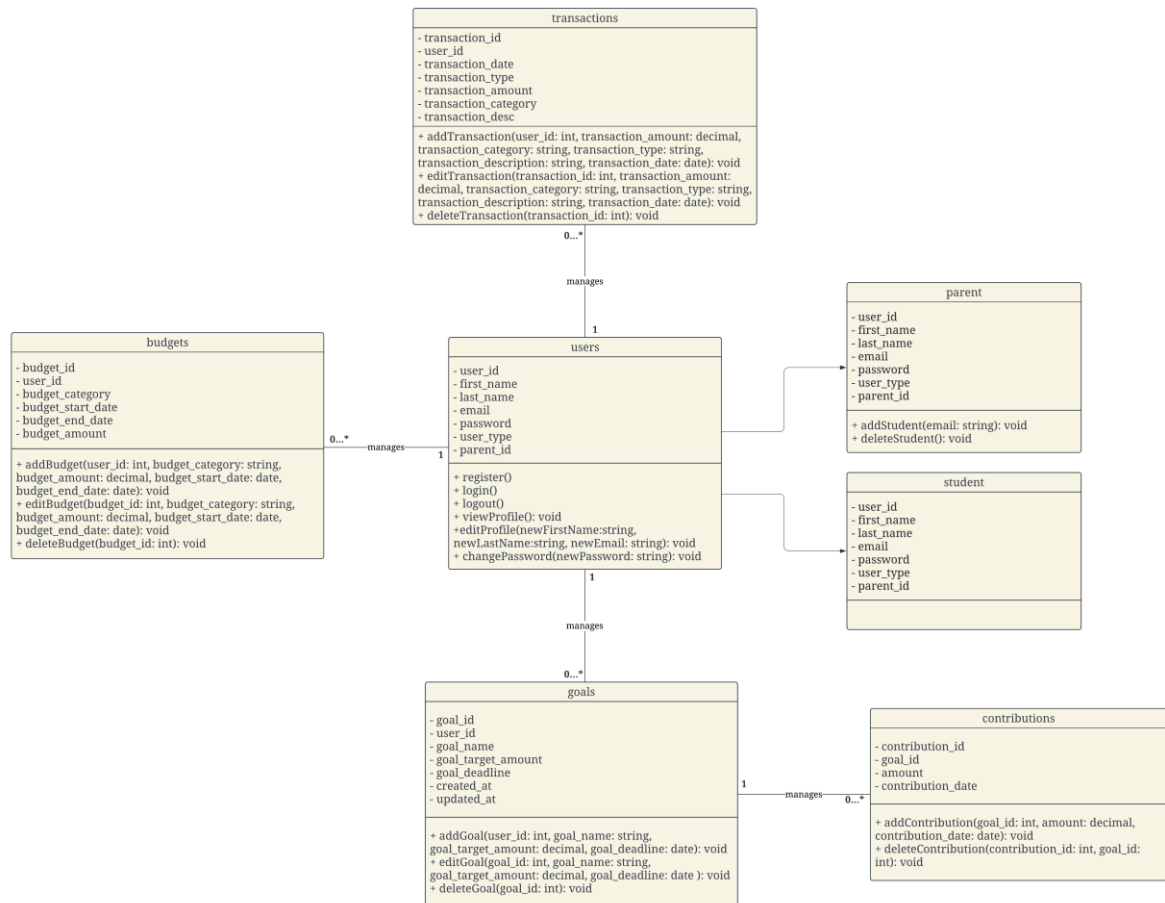 transactions
- transaction_id
- user_id
- transaction_date
- transaction_type
- transaction_amount
- transaction_category
- transaction_desc
+ addTransaction(user_id: int, transaction_amount: decimal,
transaction_category: string, transaction_type: string,
transaction_description: string, transaction_date: date): void
+ editTransaction(transaction_id: int, transaction_amount:
decimal, transaction_category: string, transaction_type: string,
transaction_description: string, transaction_date: date): void
+ deleteTransaction(transaction_id: int): void
0...*
manages
1
parent
- user_id
- first_name
- last_name
- email
- password
- user_type
- parent_id
+ addStudent(email: string): void
+ deleteStudent(): void
budgets
- budget_id
- user_id
- budget_category
- budget_start_date
- budget_end_date
- budget_amount
+ addBudget(user_id: int, budget_category: string,
budget_amount: decimal, budget_start_date: date,
budget_end_date: date): void
+ editBudget(budget_id: int, budget_category: string,
budget_amount: decimal, budget_start_date: date,
budget_end_date: date): void
+ deleteBudget(budget_id: int): void
0...*
manages
1
users
- user_id
- first_name
- last_name
- email
- password
- user_type
- parent_id
+ register()
+ login()
+ logout()
+ viewProfile(): void
+editProfile(newFirstName:string,
newLastName:string, newEmail: string): void
+ changePassword(newPassword: string): void
student
- user_id
- first_name
- last_name
- email
- password
- user_type
- parent_id
1
manages
0...*
goals
- goal_id
- user_id
- goal_name
- goal_target_amount
- goal_deadline
- created_at
- updated_at
+ addGoal(user_id: int, goal_name: string,
goal_target_amount: decimal, goal_deadline: date): void
+ editGoal(goal_id: int, goal_name: string,
goal_target_amount: decimal, goal_deadline: date ): void
+ deleteGoal(goal_id: int): void
1
manages
0...*
contributions
- contribution_id
- goal_id
- amount
- contribution_date
+ addContribution(goal_id: int, amount: decimal,
contribution_date: date): void
+ deleteContribution(contribution_id: int, goal_id:
int): void